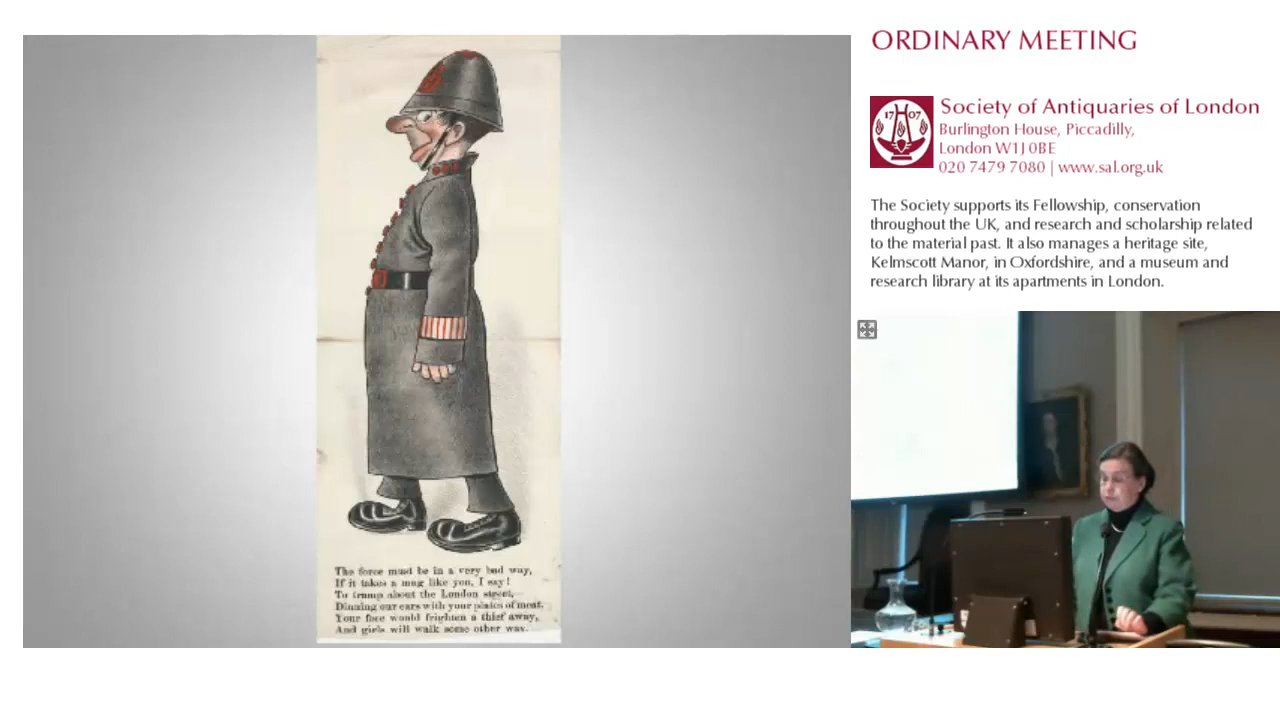 The force must be in a very bad way,
If it takes a mug like you, I say!
To tramp about the London street,
Dinning our ears with your plates of meat.
Your face would frighten a thief away,
And girls will walk some other way.
ORDINARY MEETING
17 07
Society of Antiquaries of London
Burlington House, Piccadilly,
London W1J 0BE
020 7479 7080 | www.sal.org.uk
The Society supports its Fellowship, conservation
throughout the UK, and research and scholarship related
to the material past. It also manages a heritage site,
Kelmscott Manor, in Oxfordshire, and a museum and
research library at its apartments in London.